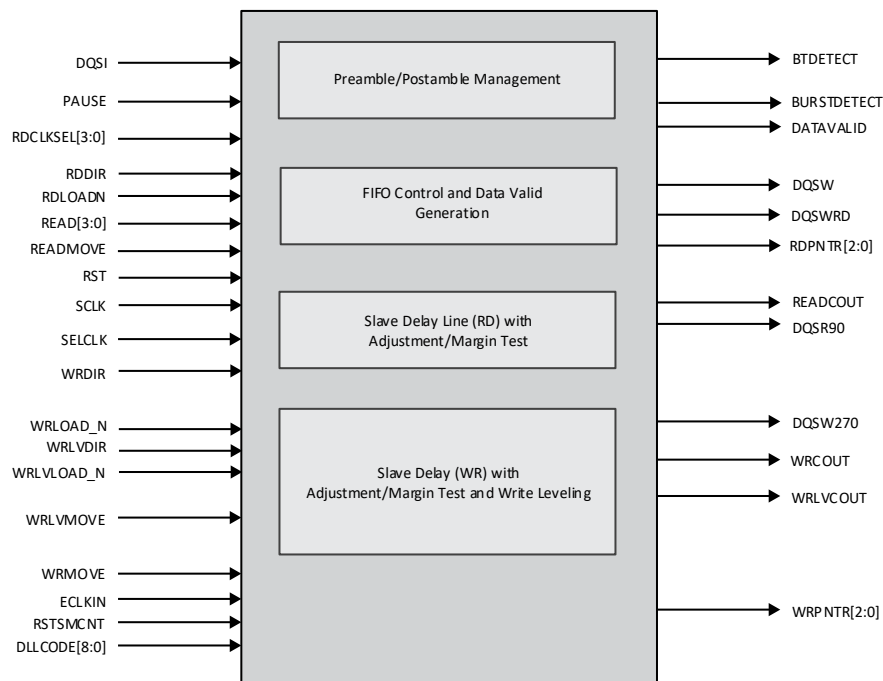 DQSI
PAUSE
RDCLKSEL[3:0]
RDDIR
RDLOADN
READ[3:0]
READMOVE
RST
SCLK
SELCLK
WRDIR
WRLOAD_N
WRLVDIR
WRLVLOAD_N
WRLVMOVE
WRMOVE
ECLKIN
RSTSMCNT
DLLCODE[8:0]
Preamble/Postamble Management
FIFO Control and Data Valid
Generation
Slave Delay Line (RD) with
Adjustment/Margin Test
Slave Delay (WR) with
Adjustment/Margin Test and Write Leveling
BTDETECT
BURSTDETECT
DATAVALID
DQSW
DQSWRD
RDPNTR[2:0]
READCOUT
DQSR90
DQSW270
WRCOUT
WRLVCOUT
WRPNTR[2:0]